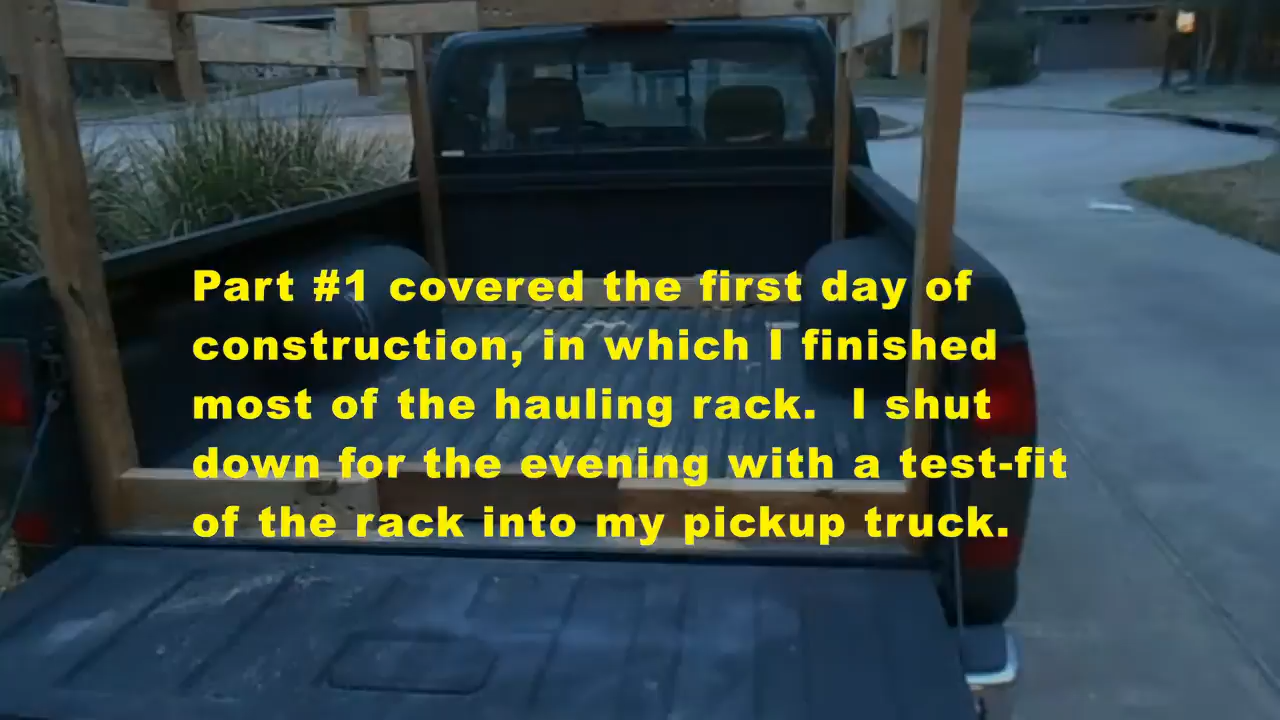 Part #1 covered the first day of
construction, in which I finished
most of the hauling rack.  I shut
down for the evening with a test-fit
of the rack into my pickup truck.